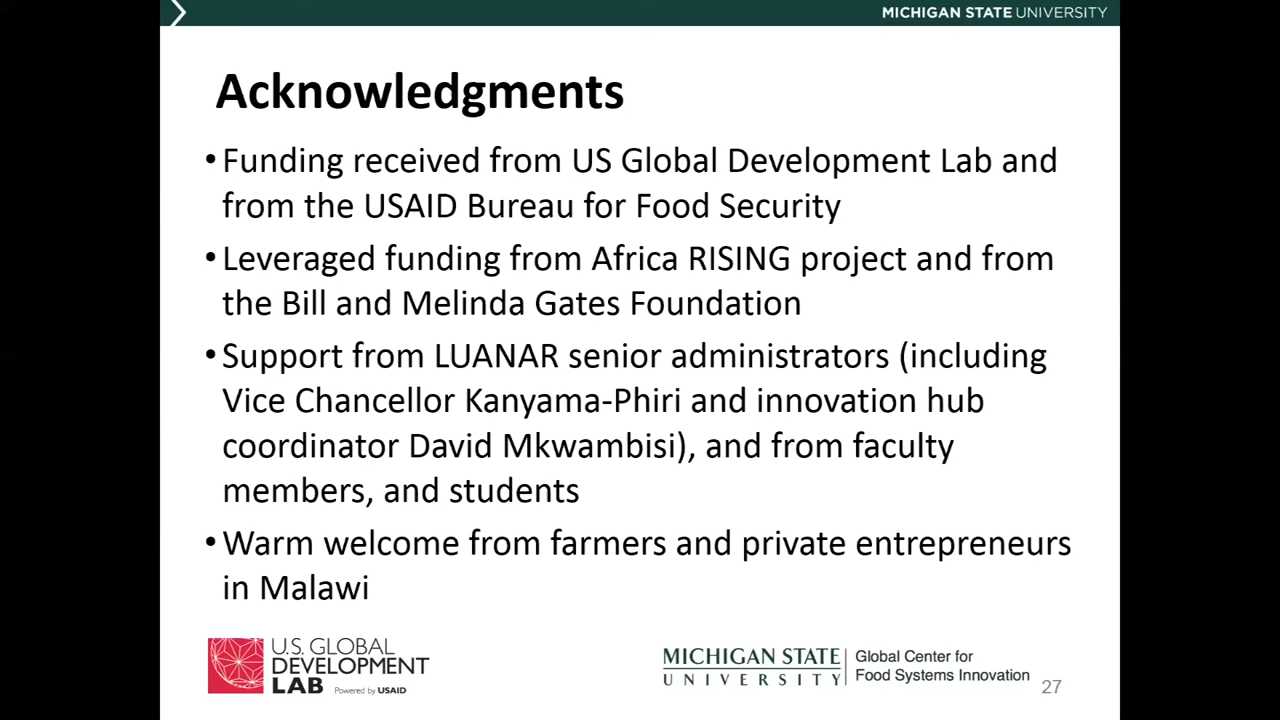 MICHIGAN STATE UNIVERSITY
Acknowledgments
• Funding received from US Global Development Lab and
from the USAID Bureau for Food Security
• Leveraged funding from Africa RISING project and from
the Bill and Melinda Gates Foundation
• Support from LUANAR senior administrators (including
Vice Chancellor Kanyama-Phiri and innovation hub
coordinator David Mkwambisi), and from faculty
members, and students
• Warm welcome from farmers and private entrepreneurs
in Malawi
U.S. GLOBAL
DEVELOPMENT
LAB Powered by USAID
MICHIGAN STATE
UNIVERSITY
Global Center for
Food Systems Innovation
27